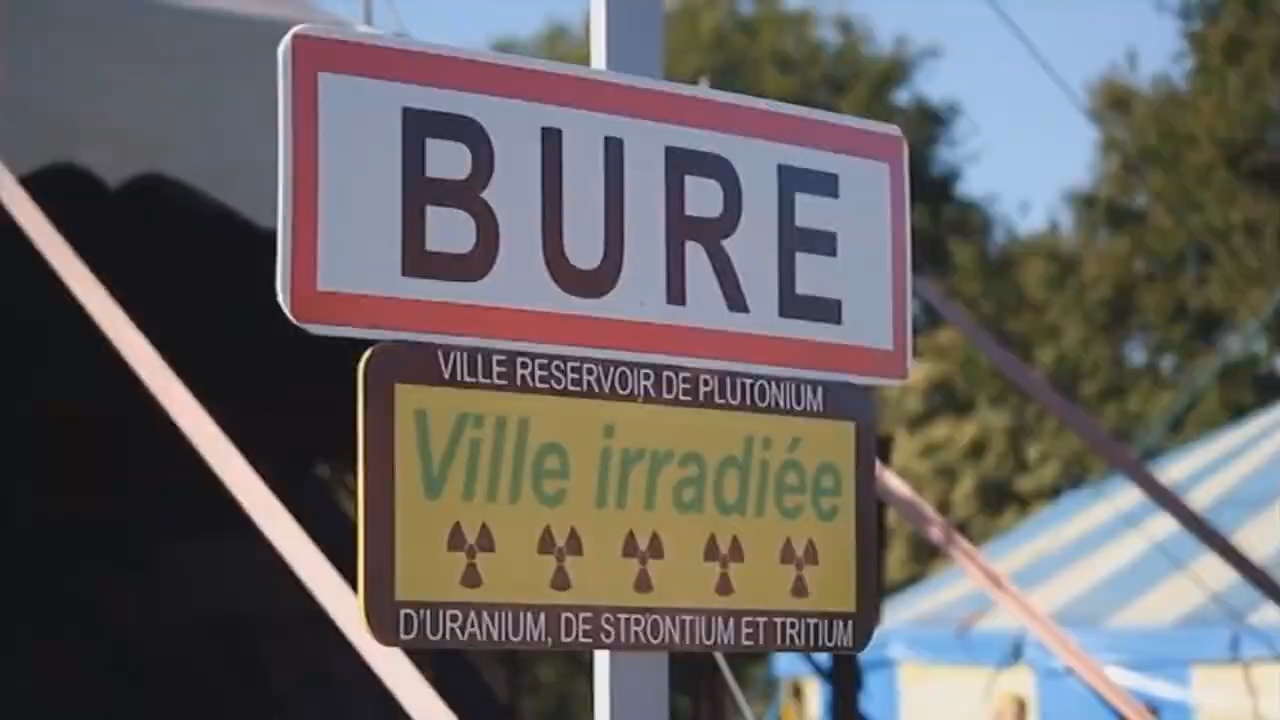 BURE
VILLE RESERVOIR DE PLUTONIUM
Ville irradiée
D'URANIUM, DE STRONTIUM ET TRITIUM